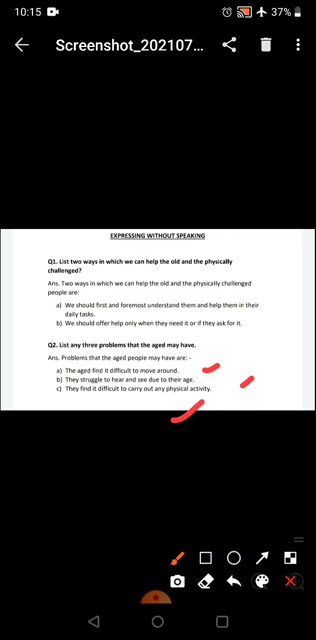 10:15
37%
Screenshot_202107...
EXPRESSING WITHOUT SPEAKING
Q1. List two ways in which we can help the old and the physically
challenged?
Ans. Two ways in which we can help the old and the physically challenged
people are:
a) We should first and foremost understand them and help them in their
daily tasks.
b) We should offer help only when they need it or if they ask for it.
Q2. List any three problems that the aged may have.
Ans. Problems that the aged people may have are: -
a) The aged find it difficult to move around.
b) They struggle to hear and see due to their age.
c) They find it difficult to carry out any physical activity.